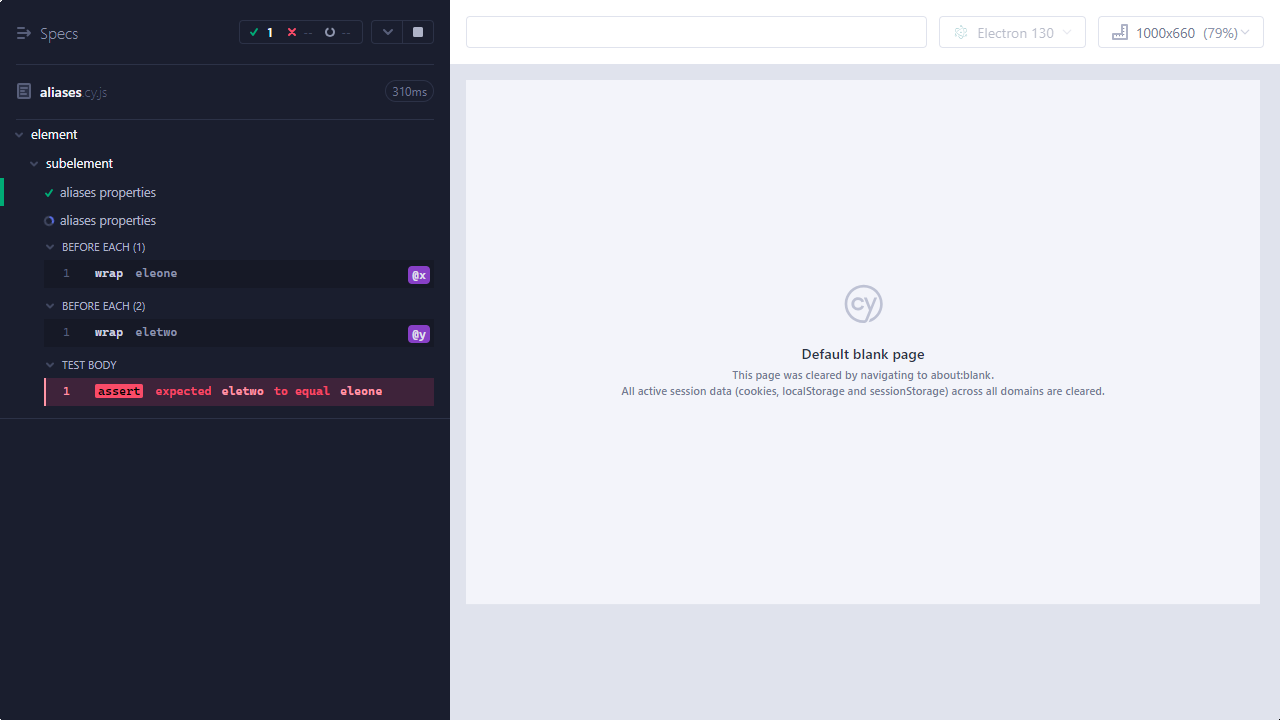 Specs 1 -- --
aliases cy.js 310ms
element
subelement
aliases properties
aliases properties
BEFORE EACH (1)
1 wrap eleone @x
BEFORE EACH (2)
1 wrap eletwo @y
TEST BODY
1 assert expected eletwo to equal eleone
Electron 130 1000x660 (79%)
cy
Default blank page
This page was cleared by navigating to about:blank.
All active session data (cookies, localStorage and sessionStorage) across all domains are cleared.